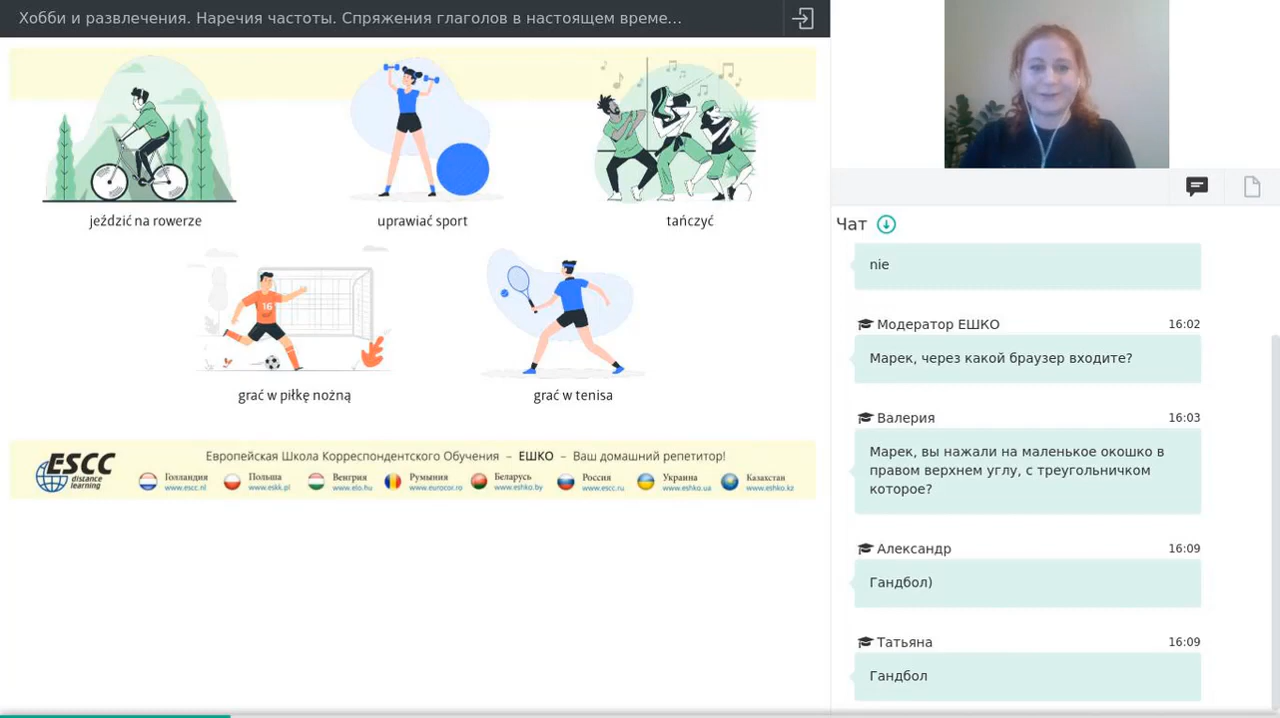 Хобби и развлечения. Наречия частоты. Спряжения глаголов в настоящем време...
jeździć na rowerze
uprawiać sport
tańczyć
16
grać w piłkę nożną
grać w tenisa
ESCC
distance
learning
Европейская Школа Корреспондентского Обучения – ЕШКО – Ваш домашний репетитор!
Голландия
www.escc.nl
Польша
www.eskk.pl
Венгрия
www.elo.hu
Румыния
www.eurocor.ro
Беларусь
www.eshko.by
Россия
www.escc.ru
Украина
www.eshko.ua
Казахстан
www.eshko.kz
Чат
nie
Модератор ЕШКО 16:02
Марек, через какой браузер входите?
Валерия 16:03
Марек, вы нажали на маленькое окошко в
правом верхнем углу, с треугольничком
которое?
Александр 16:09
Гандбол)
Татьяна 16:09
Гандбол